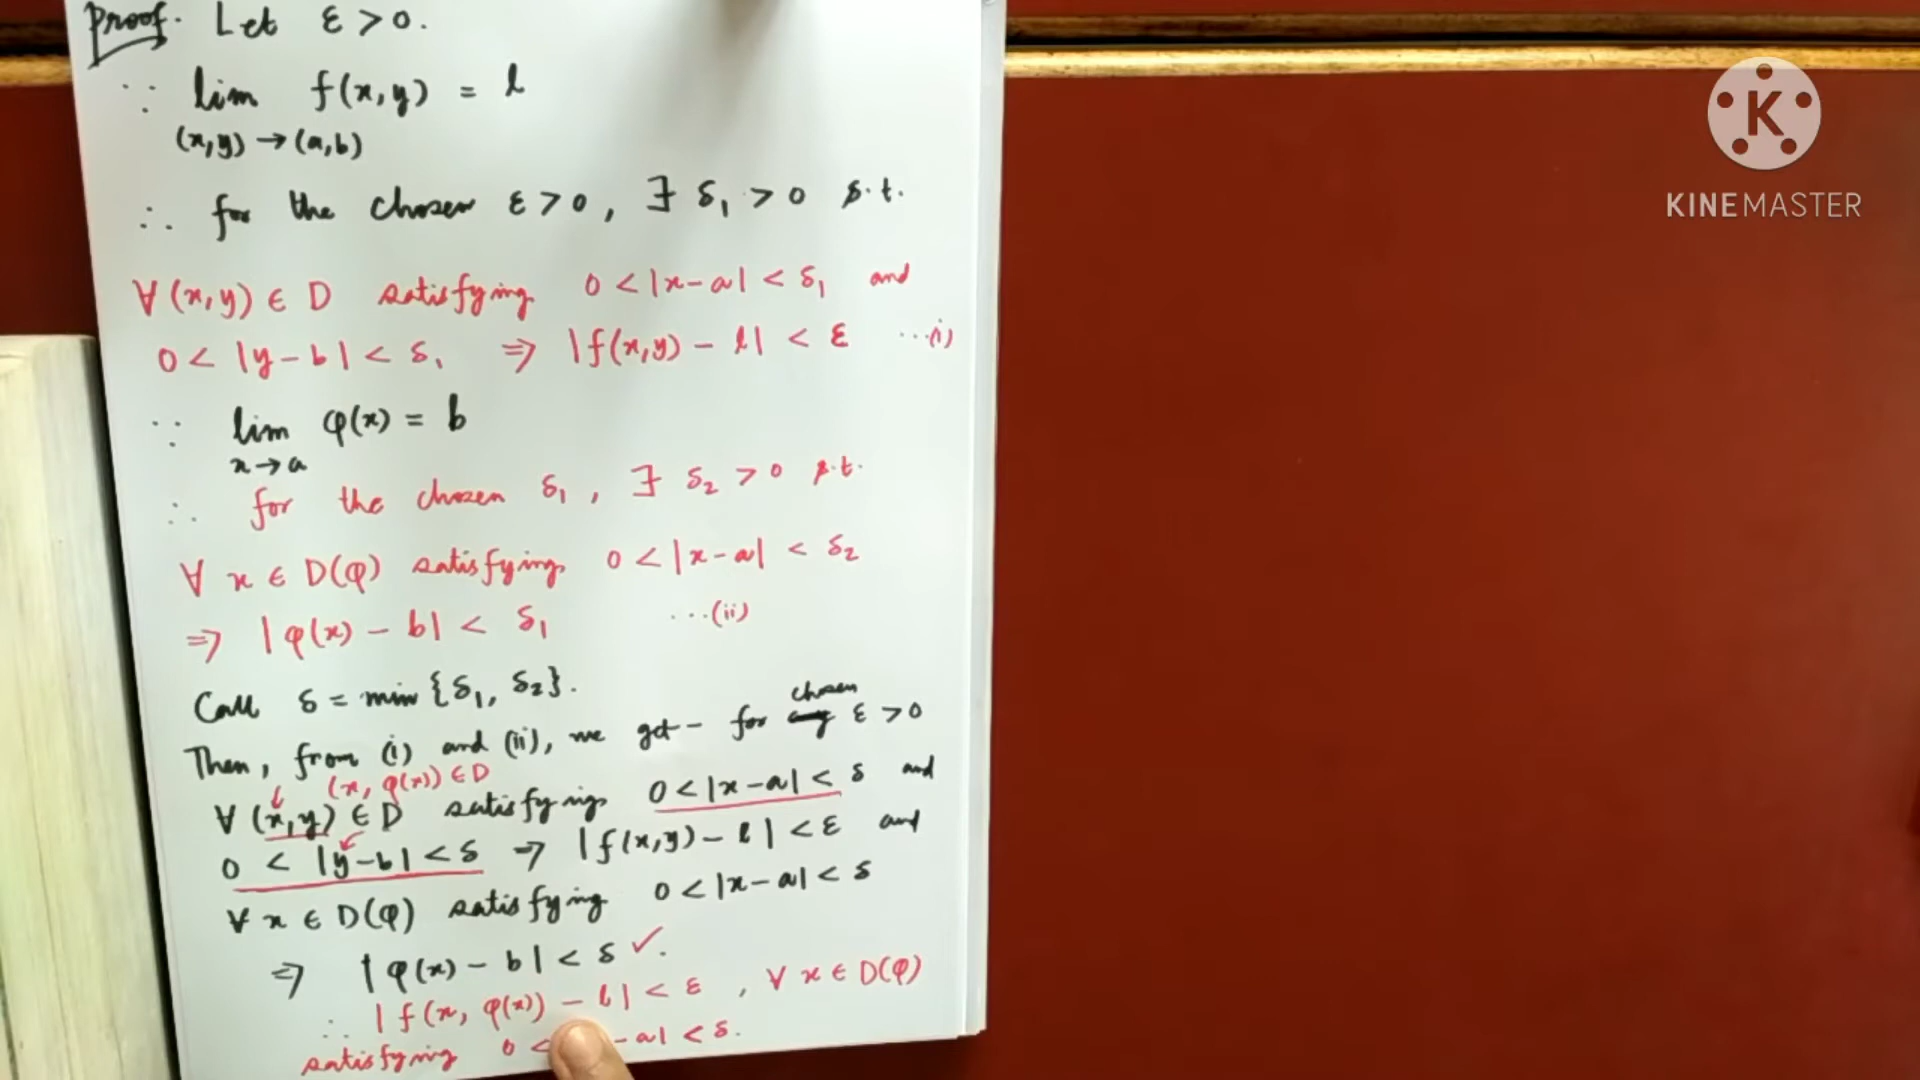 Proof. Let ε > 0.
∵ lim f(x,y) = l
(x,y) → (a,b)
∴ for the chosen ε > 0, ∃ δ₁ > 0 s.t.
∀ (x,y) ∈ D satisfying 0 < |x-a| < δ₁ and
0 < |y-b| < δ₁ ⇒ |f(x,y) - l| < ε ...(i)
∵ lim φ(x) = b
x → a
∴ for the chosen δ₁, ∃ δ₂ > 0 s.t.
∀ x ∈ D(φ) satisfying 0 < |x-a| < δ₂
⇒ |φ(x) - b| < δ₁ ...(ii)
Call δ = min {δ₁, δ₂}.
chosen
Then, from (i) and (ii), we get - for any ε > 0
(x, φ(x)) ∈ D
∀ (x,y) ∈ D satisfying 0 < |x-a| < δ and
0 < |y-b| < δ ⇒ |f(x,y) - l| < ε and
∀ x ∈ D(φ) satisfying 0 < |x-a| < δ
⇒ |φ(x) - b| < δ ✓.
∴ |f(x, φ(x)) - l| < ε, ∀ x ∈ D(φ)
satisfying 0 < -a| < δ.
K
KINEMASTER